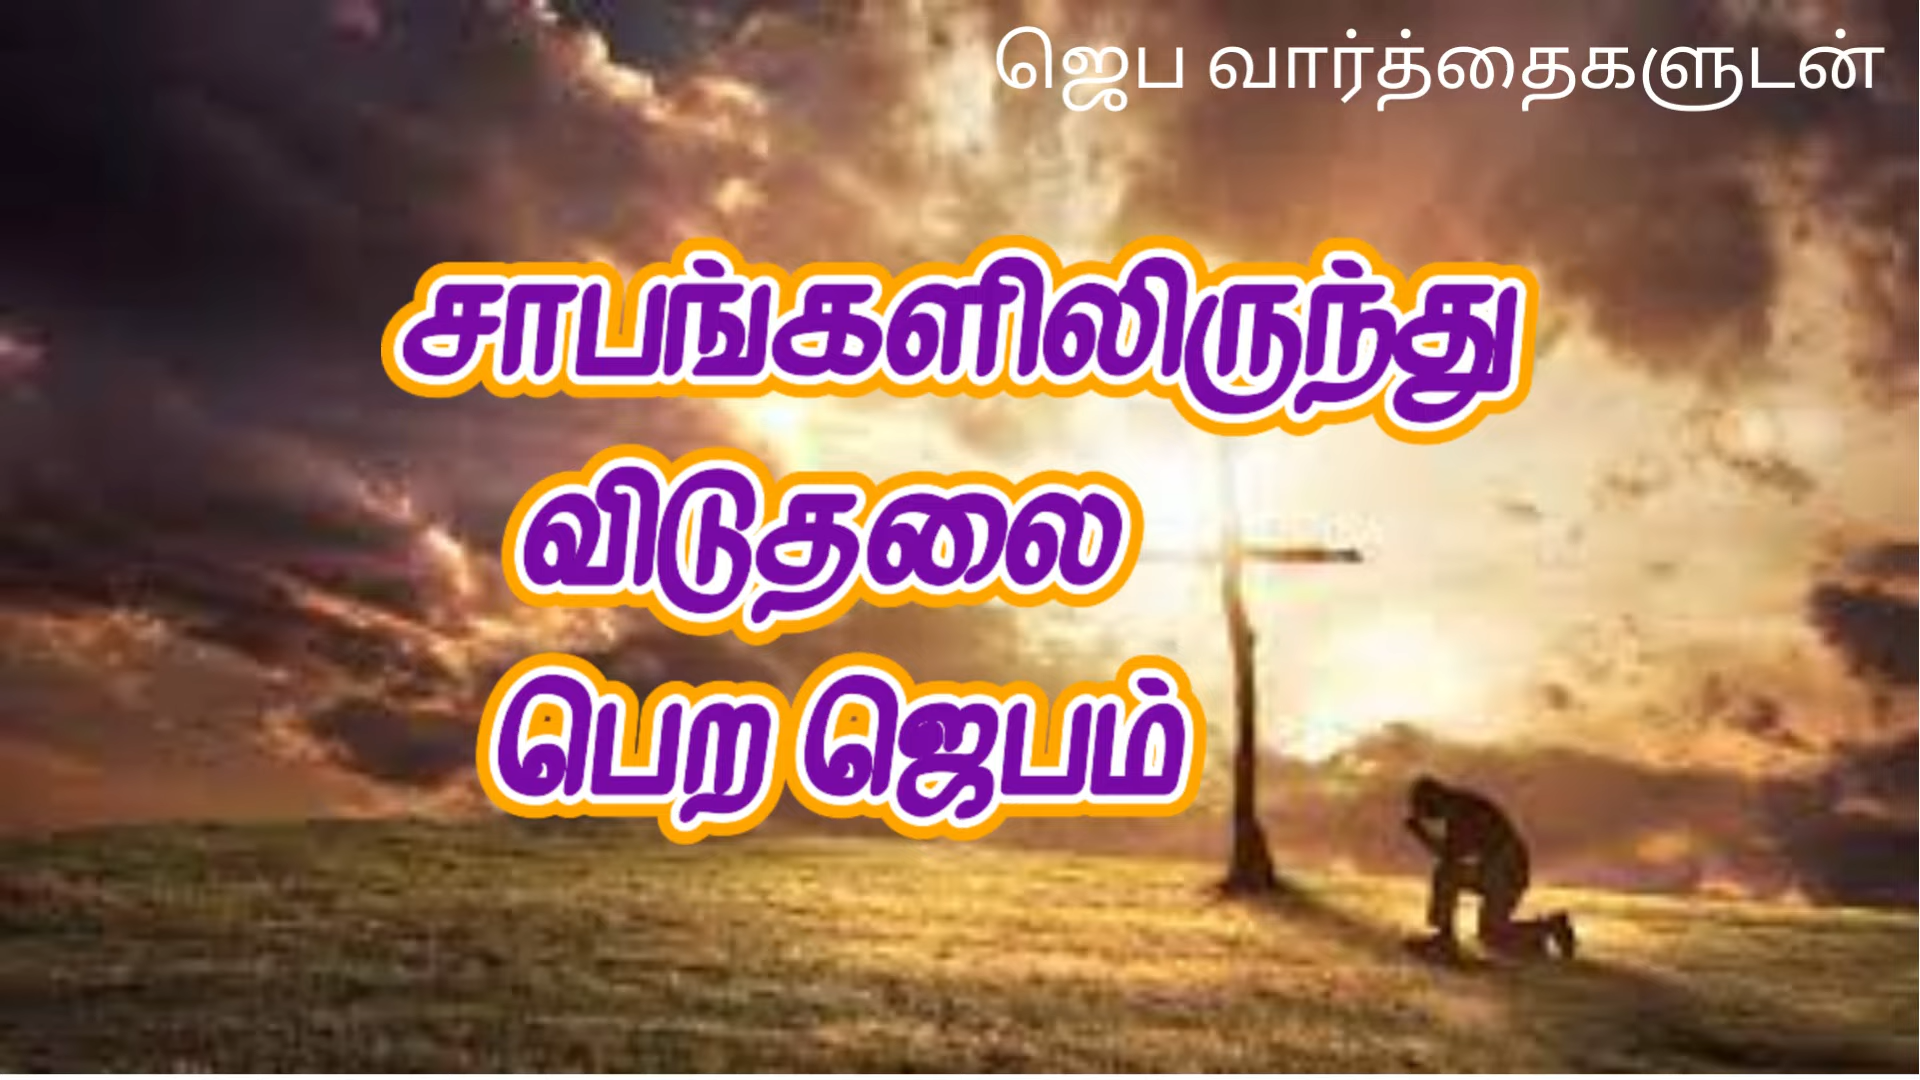 ஜெப வார்த்தைகளுடன்
சாபங்களிலிருந்து
விடுதலை
பெற ஜெபம்